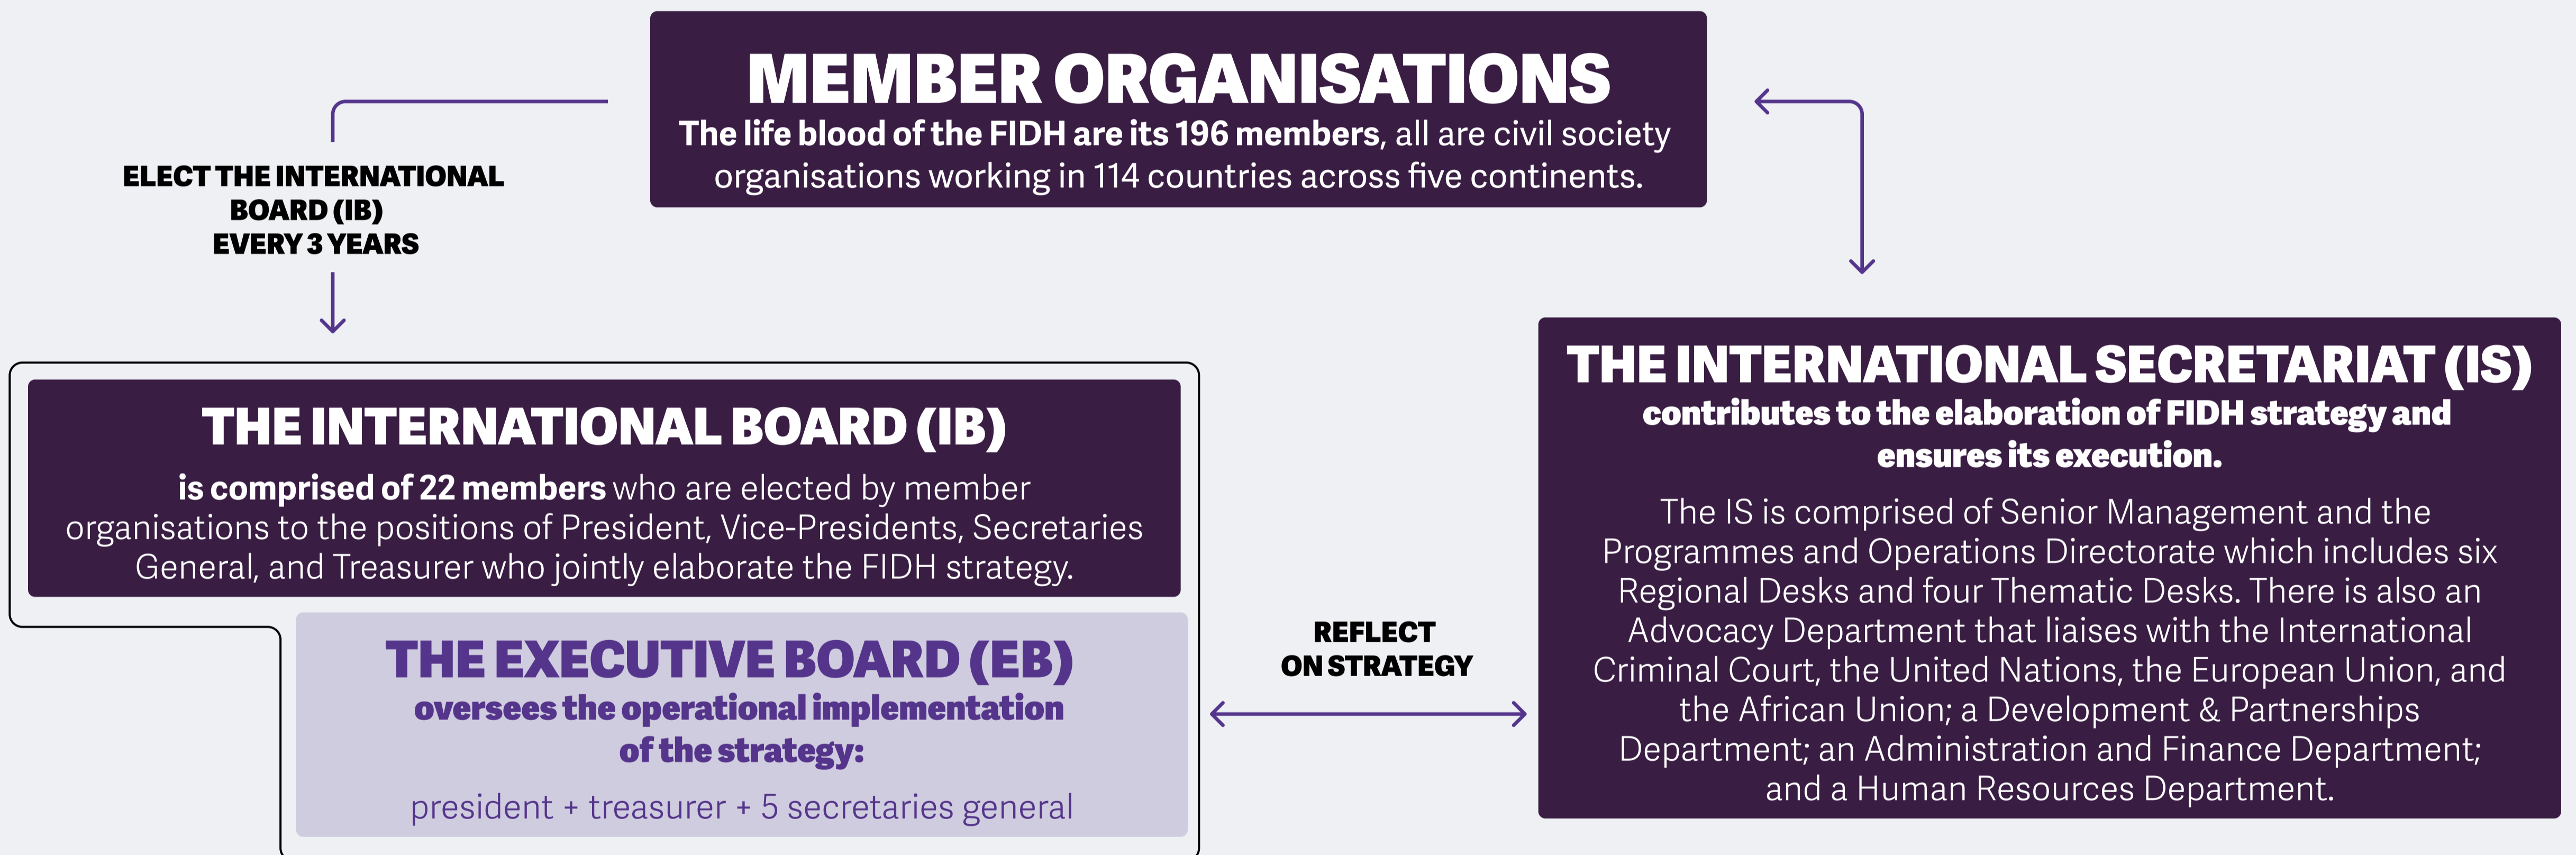 MEMBER ORGANISATIONS
The life blood of the FIDH are its 196 members, all are civil society
organisations working in 114 countries across five continents.
ELECT THE INTERNATIONAL
BOARD (IB)
EVERY 3 YEARS
THE INTERNATIONAL BOARD (IB)
is comprised of 22 members who are elected by member
organisations to the positions of President, Vice-Presidents, Secretaries
General, and Treasurer who jointly elaborate the FIDH strategy.
THE EXECUTIVE BOARD (EB)
oversees the operational implementation
of the strategy:
president + treasurer + 5 secretaries general
REFLECT
ON STRATEGY
THE INTERNATIONAL SECRETARIAT (IS)
contributes to the elaboration of FIDH strategy and
ensures its execution.
The IS is comprised of Senior Management and the
Programmes and Operations Directorate which includes six
Regional Desks and four Thematic Desks. There is also an
Advocacy Department that liaises with the International
Criminal Court, the United Nations, the European Union, and
the African Union; a Development & Partnerships
Department; an Administration and Finance Department;
and a Human Resources Department.